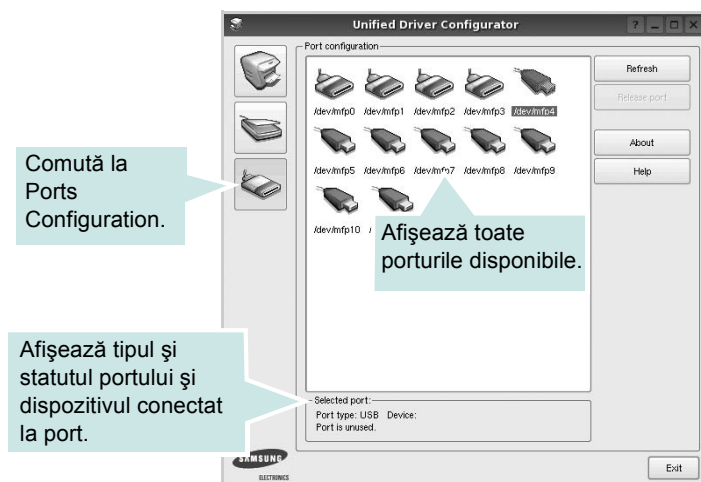 Unified Driver Configurator
Port configuration
/dev/mfp0 /dev/mfp1 /dev/mfp2 /dev/mfp3 /dev/mfp4
/dev/mfp5 /dev/mfp6 /dev/mfp7 /dev/mfp8 /dev/mfp9
/dev/mfp10
Refresh
Release port
About
Help
Comută la
Ports
Configuration.
Afişează toate
porturile disponibile.
Afişează tipul şi
statutul portului şi
dispozitivul conectat
la port.
Selected port:
Port type: USB Device:
Port is unused.
SAMSUNG
ELECTRONICS
Exit